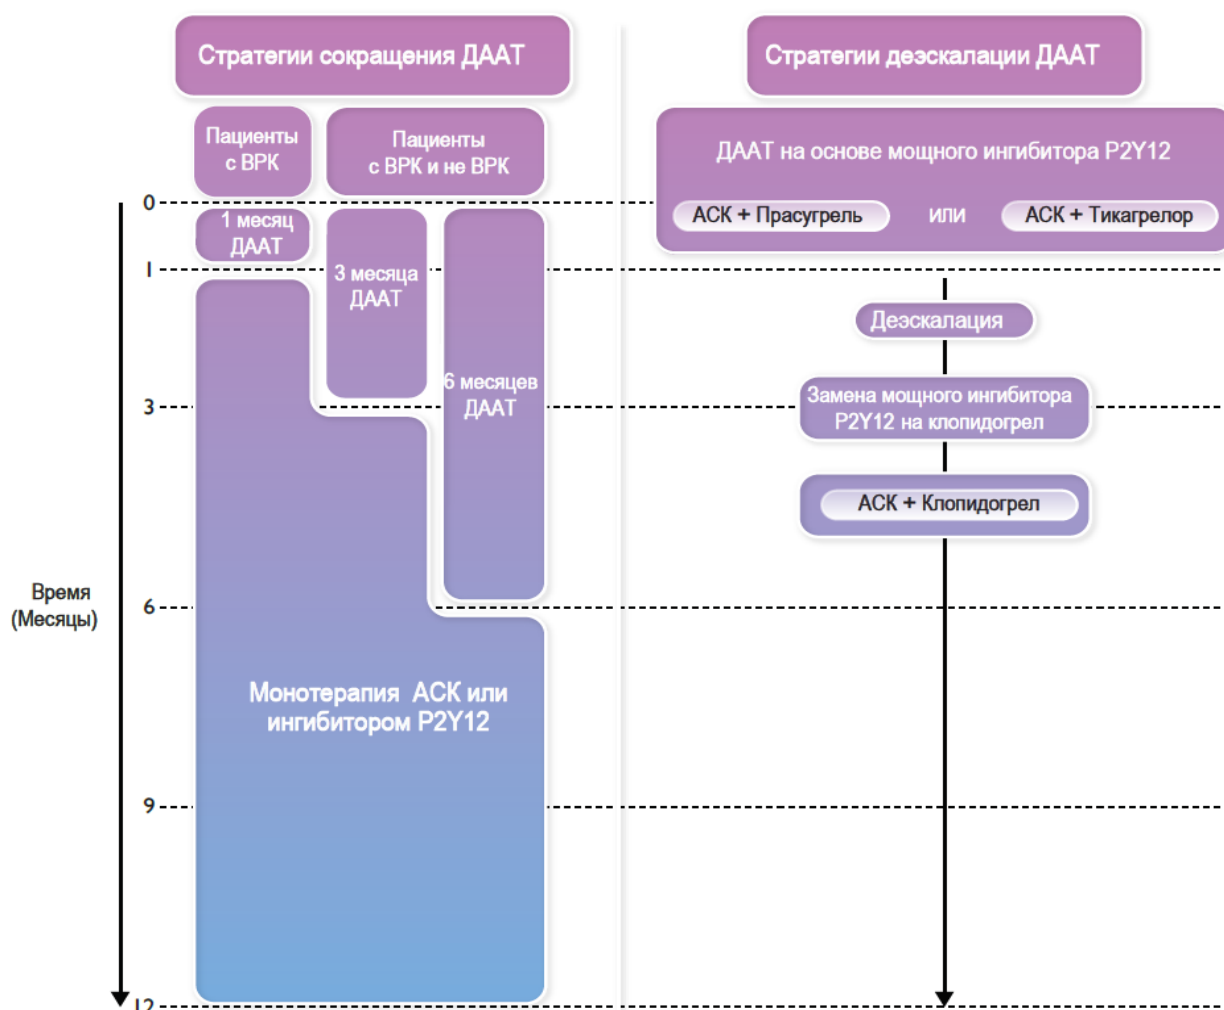 Стратегии сокращения ДААТ
Стратегии деэскалации ДААТ
Пациенты
с ВРК
Пациенты
с ВРК и не ВРК
ДААТ на основе мощного ингибитора P2Y12
АСК + Прасугрель
ИЛИ
АСК + Тикагрелор
0
1 месяц
ДААТ
1
3 месяца
ДААТ
Деэскалация
6 месяцев
ДААТ
3
Замена мощного ингибитора
P2Y12 на клопидогрел
АСК + Клопидогрел
Время
(Месяцы)
6
Монотерапия АСК или
ингибитором P2Y12
9
12